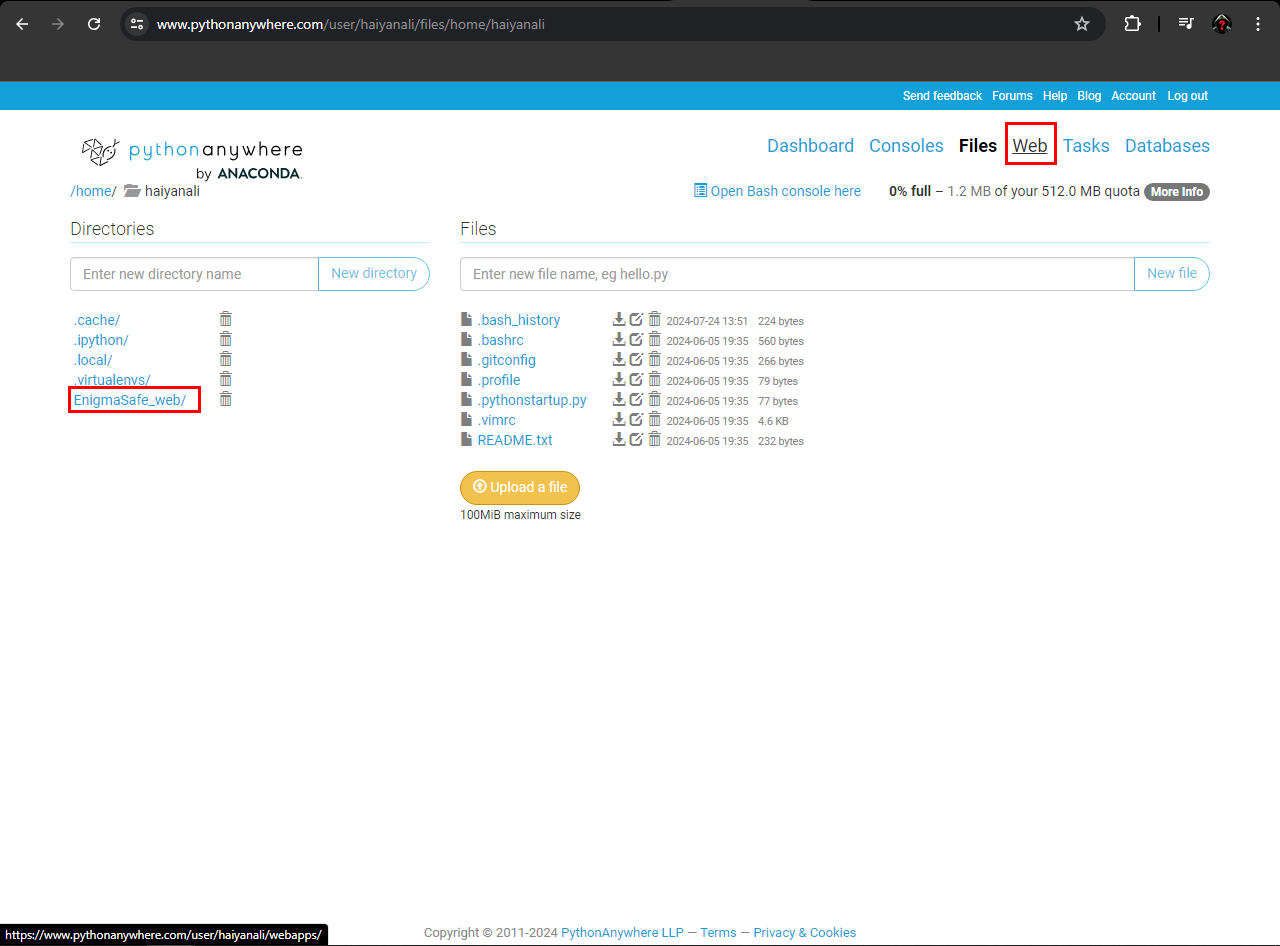 www.pythonanywhere.com/user/haiyanali/files/home/haiyanali
Send feedback Forums Help Blog Account Log out
pythonanywhere
by ANACONDA.
Dashboard Consoles Files Web Tasks Databases
/home/ haiyanali
Open Bash console here 0% full – 1.2 MB of your 512.0 MB quota More Info
Directories
Enter new directory name New directory
.cache/
.ipython/
.local/
.virtualenvs/
EnigmaSafe_web/
Files
Enter new file name, eg hello.py New file
.bash_history 2024-07-24 13:51 224 bytes
.bashrc 2024-06-05 19:35 560 bytes
.gitconfig 2024-06-05 19:35 266 bytes
.profile 2024-06-05 19:35 79 bytes
.pythonstartup.py 2024-06-05 19:35 77 bytes
.vimrc 2024-06-05 19:35 4.6 KB
README.txt 2024-06-05 19:35 232 bytes
Upload a file
100MiB maximum size
Copyright © 2011-2024 PythonAnywhere LLP — Terms — Privacy & Cookies
https://www.pythonanywhere.com/user/haiyanali/webapps/